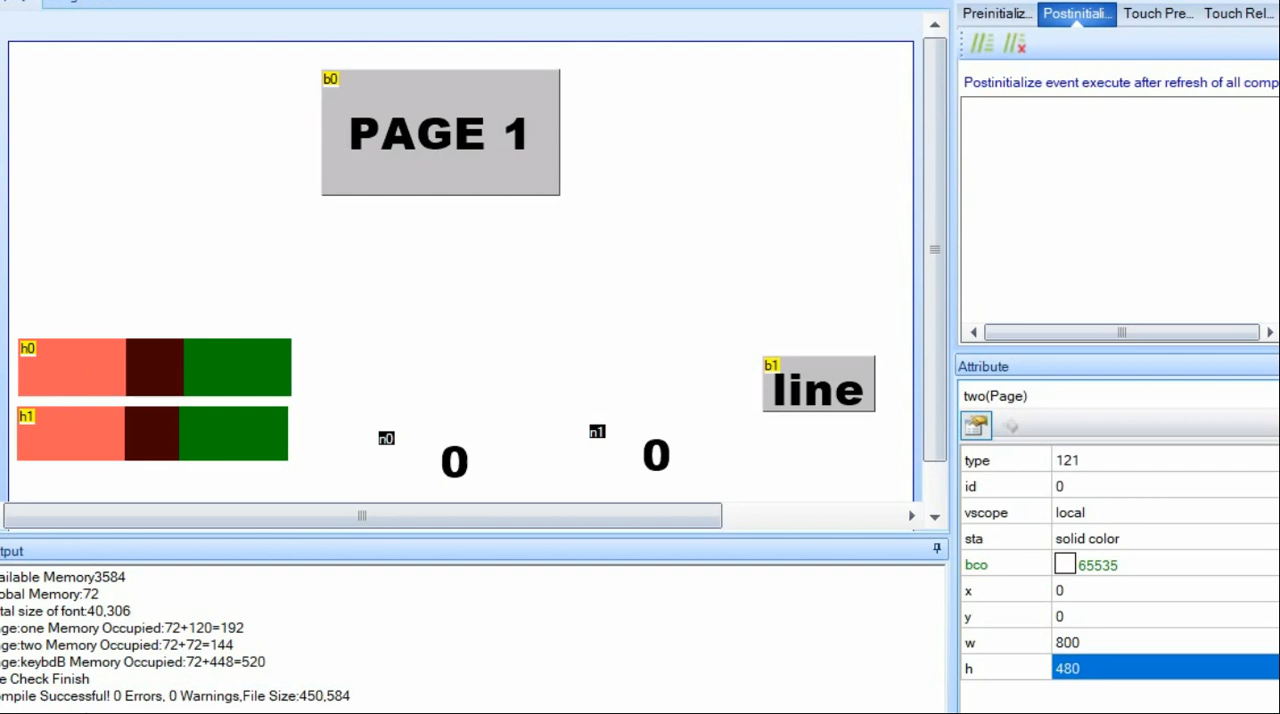 Preinitializ... Postinitiali... Touch Pre... Touch Rel...
Postinitialize event execute after refresh of all comp
b0
PAGE 1
h0
h1
n0
0
n1
0
b1
line
Attribute
two(Page)
type 121
id 0
vscope local
sta solid color
bco 65535
x 0
y 0
w 800
h 480
tput
ailable Memory3584
obal Memory:72
tal size of font:40,306
ge:one Memory Occupied:72+120=192
ge:two Memory Occupied:72+72=144
ge:keybdB Memory Occupied:72+448=520
e Check Finish
mpile Successful! 0 Errors, 0 Warnings,File Size:450,584